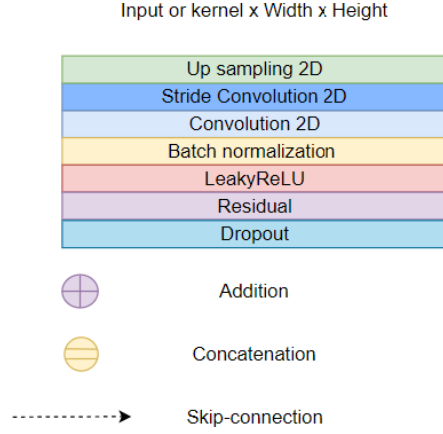 Input or kernel x Width x Height
Up sampling 2D
Stride Convolution 2D
Convolution 2D
Batch normalization
LeakyReLU
Residual
Dropout
Addition
Concatenation
Skip-connection